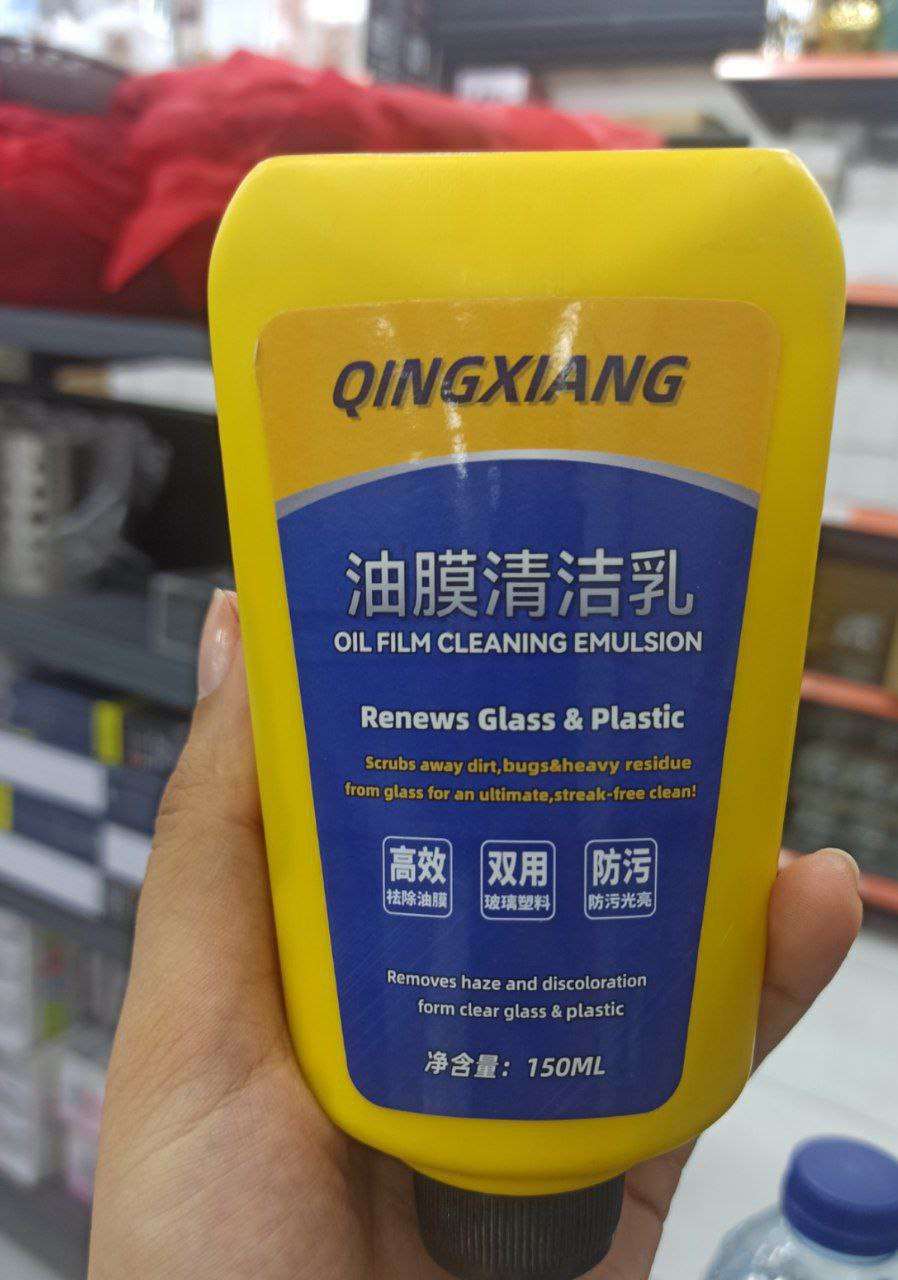 QINGXIANG
油膜清洁乳
OIL FILM CLEANING EMULSION
Renews Glass & Plastic
Scrubs away dirt,bugs&heavy residue
from glass for an ultimate,streak-free clean!
高效 双用 防污
祛除油膜 玻璃塑料 防污光亮
Removes haze and discoloration
form clear glass & plastic
净含量：150ML